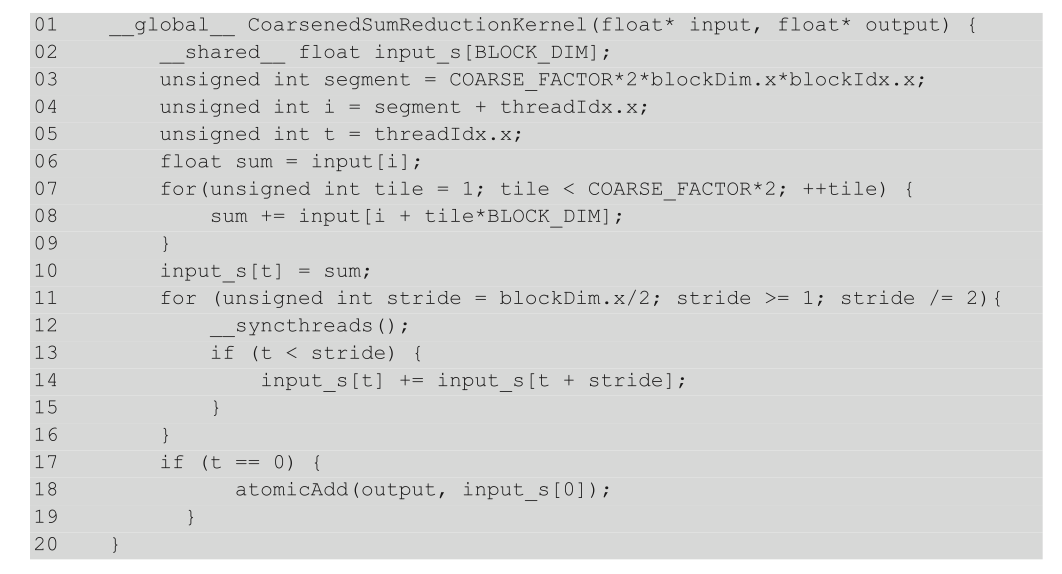 01 __global__ CoarsenedSumReductionKernel(float* input, float* output) {
02 __shared__ float input_s[BLOCK_DIM];
03 unsigned int segment = COARSE_FACTOR*2*blockDim.x*blockIdx.x;
04 unsigned int i = segment + threadIdx.x;
05 unsigned int t = threadIdx.x;
06 float sum = input[i];
07 for(unsigned int tile = 1; tile < COARSE_FACTOR*2; ++tile) {
08 sum += input[i + tile*BLOCK_DIM];
09 }
10 input_s[t] = sum;
11 for (unsigned int stride = blockDim.x/2; stride >= 1; stride /= 2){
12 __syncthreads();
13 if (t < stride) {
14 input_s[t] += input_s[t + stride];
15 }
16 }
17 if (t == 0) {
18 atomicAdd(output, input_s[0]);
19 }
20 }